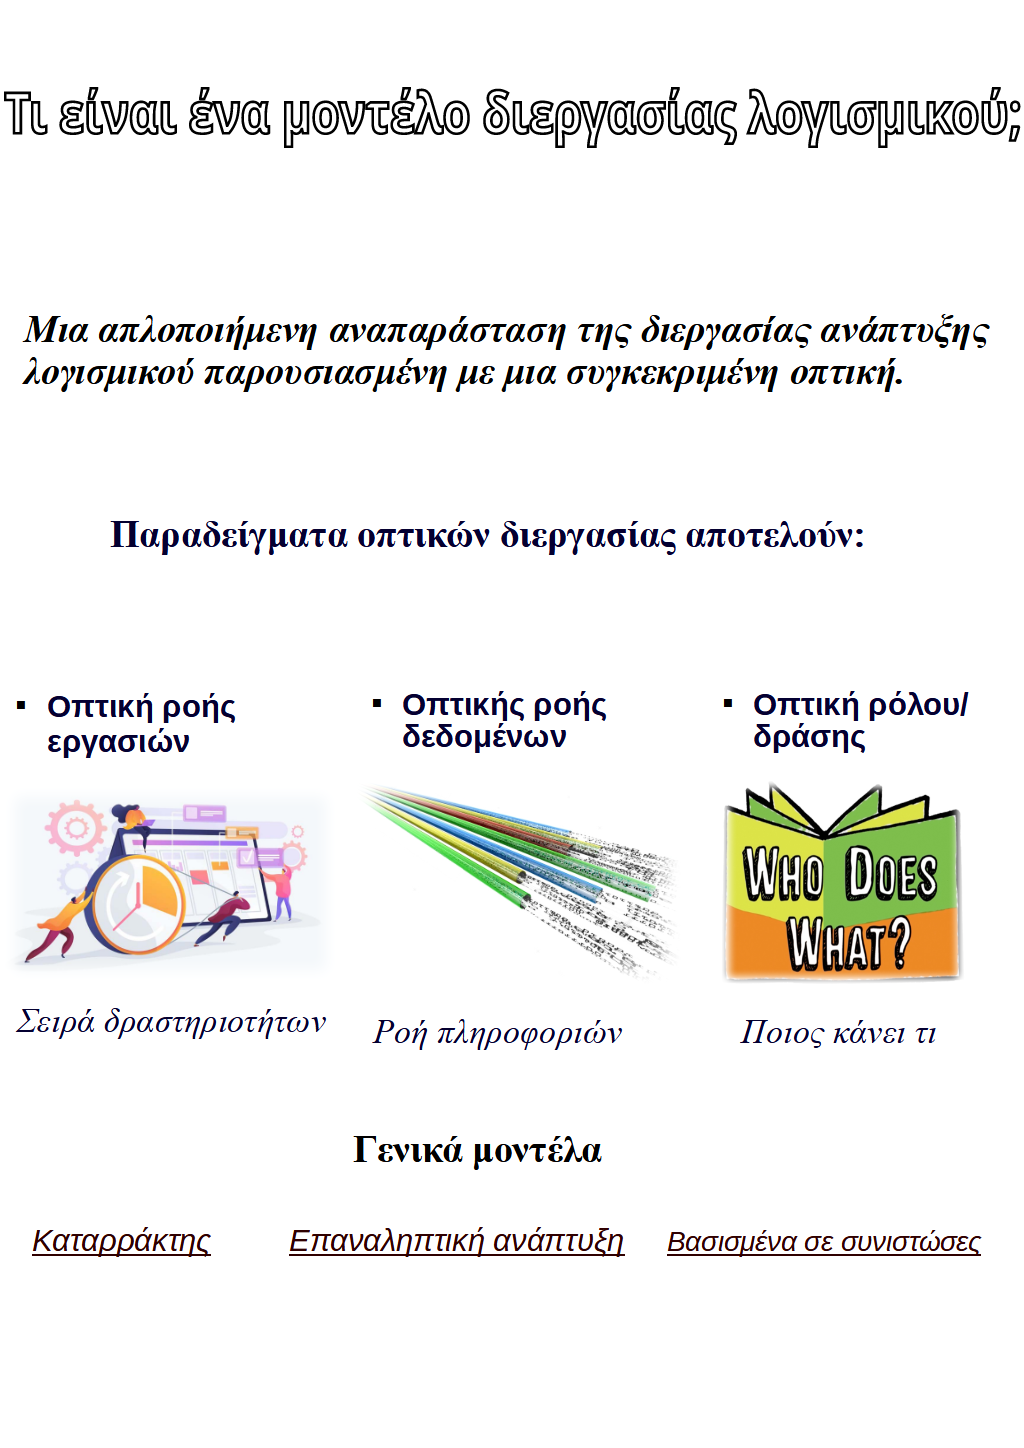 Τι είναι ένα μοντέλο διεργασίας λογισμικού;
Μια απλοποιήμενη αναπαράσταση της διεργασίας ανάπτυξης
λογισμικού παρουσιασμένη με μια συγκεκριμένη οπτική.
Παραδείγματα οπτικών διεργασίας αποτελούν:
▪ Οπτική ροής
εργασιών
▪ Οπτικής ροής
δεδομένων
▪ Οπτική ρόλου/
δράσης
WHO DOES
WHAT?
Σειρά δραστηριοτήτων
Ροή πληροφοριών
Ποιος κάνει τι
Γενικά μοντέλα
Καταρράκτης
Επαναληπτική ανάπτυξη
Βασισμένα σε συνιστώσες